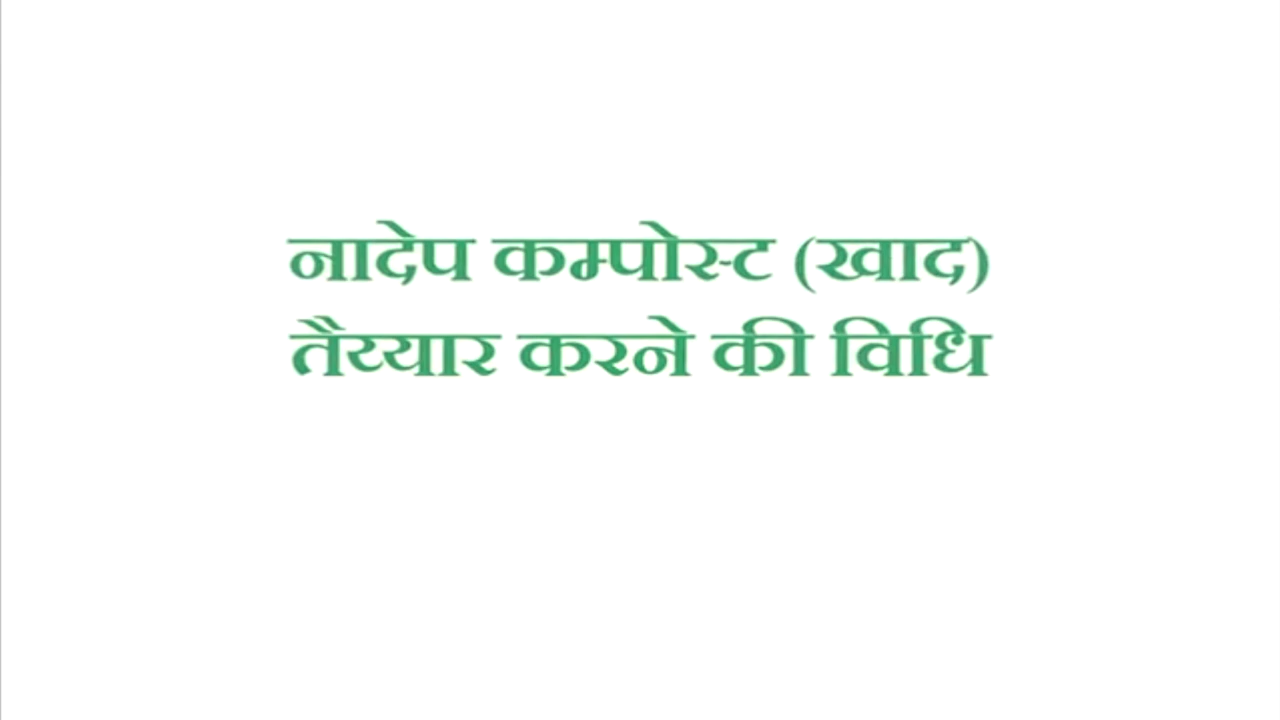 नादेप कम्पोस्ट (खाद)
तैय्यार करने की विधि